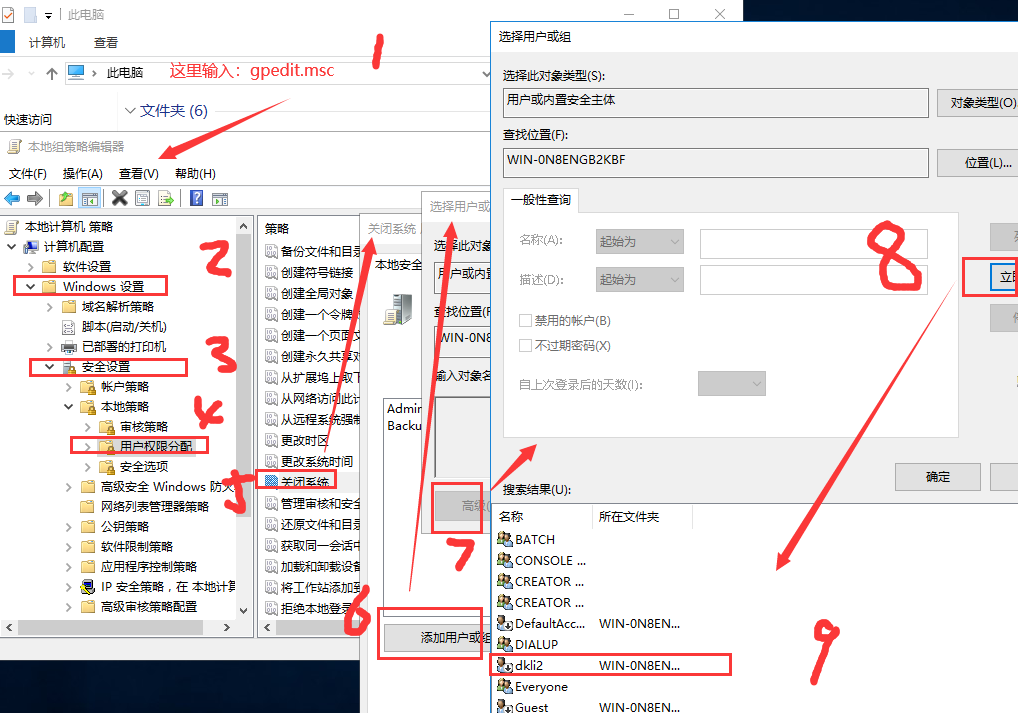 此电脑
计算机
查看
此电脑
这里输入：gpedit.msc
1
快速访问
文件夹 (6)
本地组策略编辑器
文件(F)
操作(A)
查看(V)
帮助(H)
本地计算机 策略
计算机配置
软件设置
Windows 设置
域名解析策略
脚本(启动/关机)
已部署的打印机
安全设置
帐户策略
本地策略
审核策略
用户权限分配
安全选项
高级安全 Windows 防火
网络列表管理器策略
公钥策略
软件限制策略
应用程序控制策略
IP 安全策略，在 本地计算
高级审核策略配置
2
3
4
5
策略
备份文件和目录
创建符号链接
创建全局对象
创建一个令牌
创建一个页面文
创建永久共享对
从扩展坞上取下
从网络访问此计
从远程系统强制
更改时区
更改系统时间
关闭系统
管理审核和安全
还原文件和目录
获取同一会话中
加载和卸载设备
将工作站添加到
拒绝本地登录
关闭系统
本地安全
Admin
Backu
6
添加用户或组
选择用户或
选择此对象
用户或内置
查找位置(F
WIN-0N8
输入对象名
高级(
7
选择用户或组
选择此对象类型(S):
用户或内置安全主体
对象类型(O)
查找位置(F):
WIN-0N8ENGB2KBF
位置(L)...
一般性查询
名称(A):
起始为
描述(D):
起始为
禁用的帐户(B)
不过期密码(X)
自上次登录后的天数(I):
8
立即
确定
搜索结果(U):
名称
所在文件夹
BATCH
CONSOLE ...
CREATOR ...
CREATOR ...
DefaultAcc... WIN-0N8EN...
DIALUP
dkli2 WIN-0N8EN...
Everyone
Guest WIN-0N8EN...
9